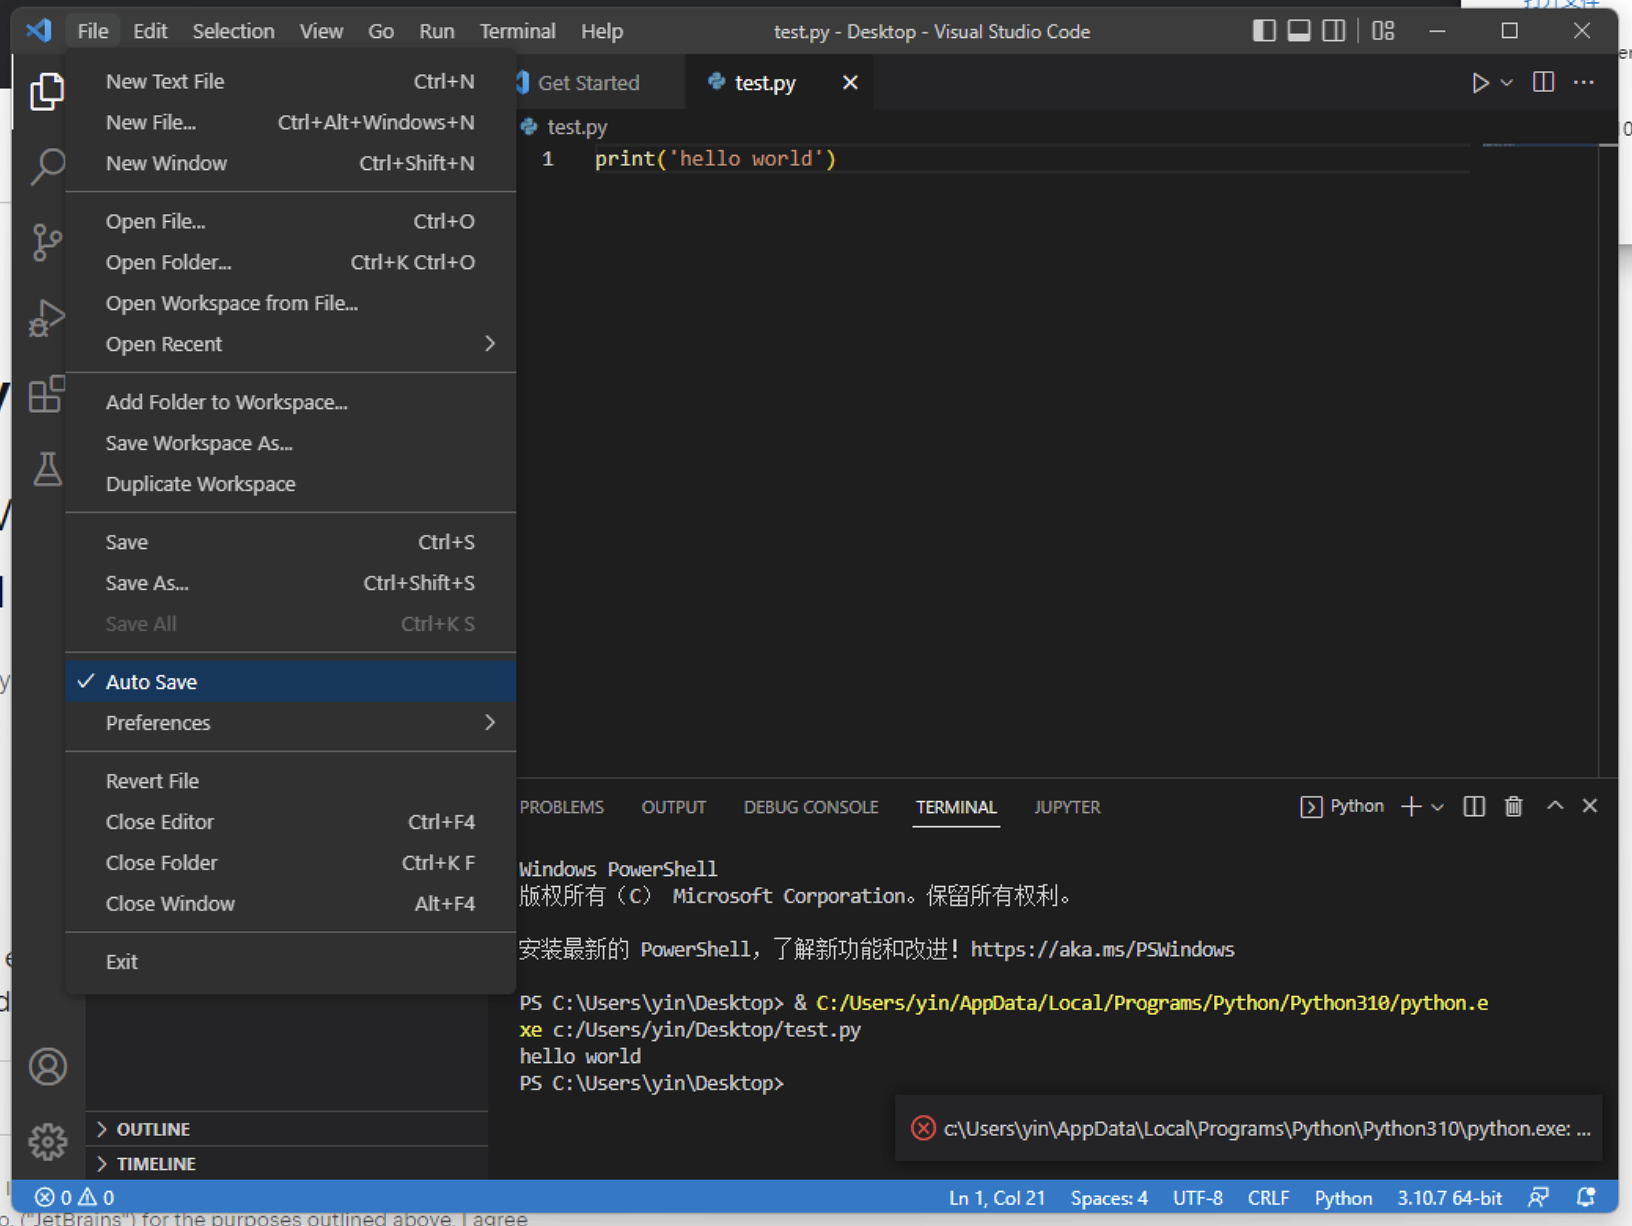 打开文件
File Edit Selection View Go Run Terminal Help test.py - Desktop - Visual Studio Code
New Text File Ctrl+N
New File... Ctrl+Alt+Windows+N
New Window Ctrl+Shift+N
Open File... Ctrl+O
Open Folder... Ctrl+K Ctrl+O
Open Workspace from File...
Open Recent
Add Folder to Workspace...
Save Workspace As...
Duplicate Workspace
Save Ctrl+S
Save As... Ctrl+Shift+S
Save All Ctrl+K S
Auto Save
Preferences
Revert File
Close Editor Ctrl+F4
Close Folder Ctrl+K F
Close Window Alt+F4
Exit
OUTLINE
TIMELINE
Get Started test.py
test.py
1 print('hello world')
PROBLEMS OUTPUT DEBUG CONSOLE TERMINAL JUPYTER Python
Windows PowerShell
版权所有（C） Microsoft Corporation。保留所有权利。
安装最新的 PowerShell，了解新功能和改进！https://aka.ms/PSWindows
PS C:\Users\yin\Desktop> & C:/Users/yin/AppData/Local/Programs/Python/Python310/python.e
xe c:/Users/yin/Desktop/test.py
hello world
PS C:\Users\yin\Desktop>
c:\Users\yin\AppData\Local\Programs\Python\Python310\python.exe: ...
0 0 Ln 1, Col 21 Spaces: 4 UTF-8 CRLF Python 3.10.7 64-bit
("JetBrains") for the purposes outlined above. I agree